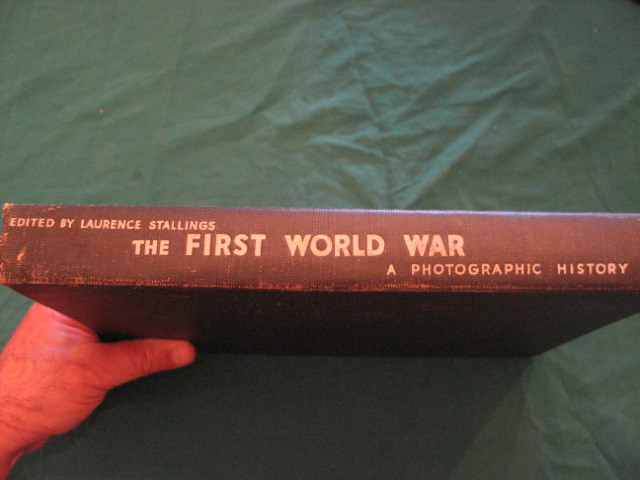 EDITED BY LAURENCE STALLINGS
THE FIRST WORLD WAR
A PHOTOGRAPHIC HISTORY